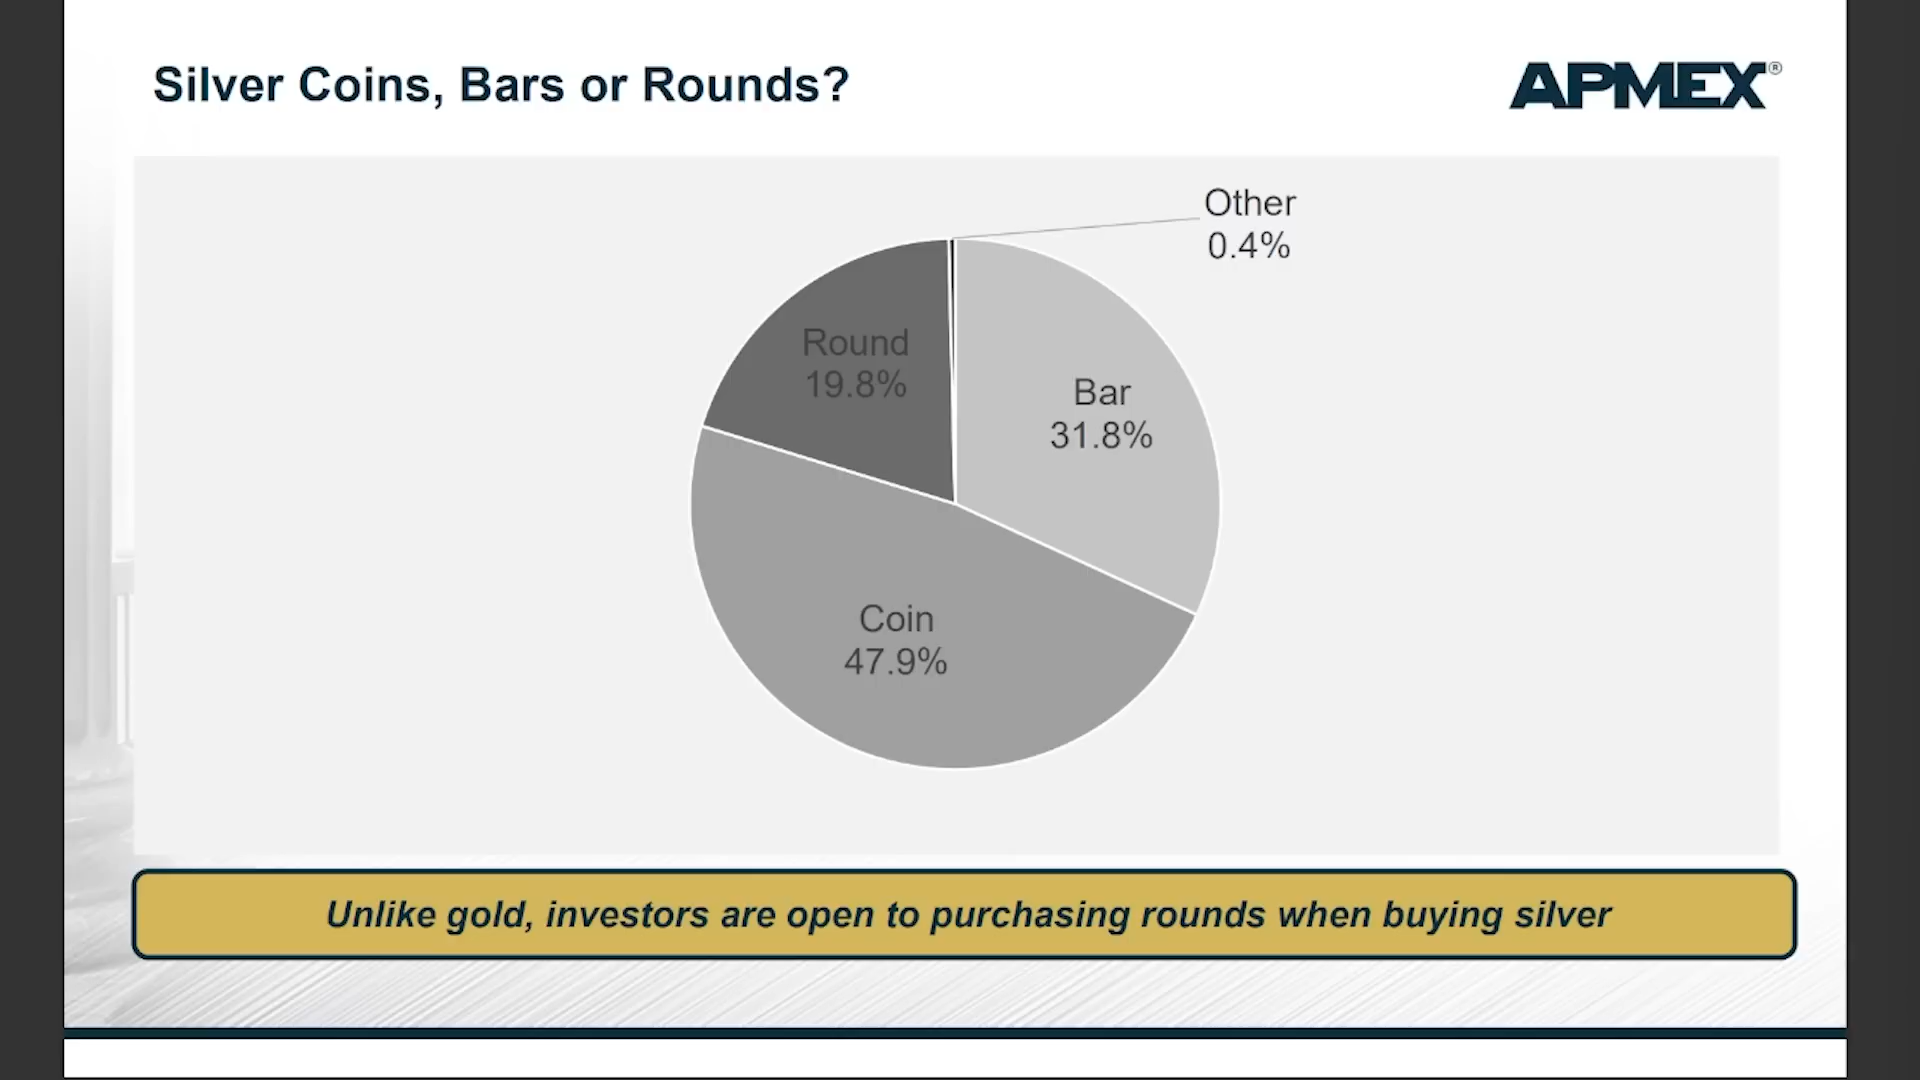 Silver Coins, Bars or Rounds?
APMEX®
Other
0.4%
Round
19.8%
Bar
31.8%
Coin
47.9%
Unlike gold, investors are open to purchasing rounds when buying silver